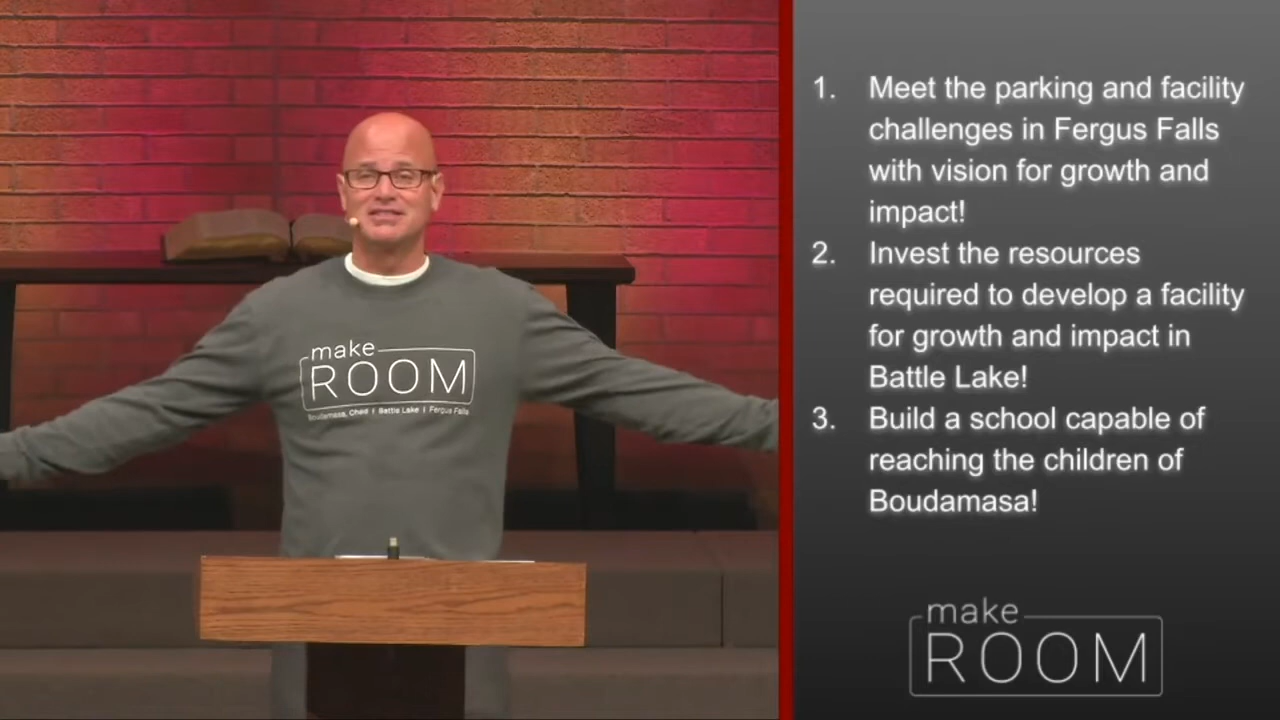 make
ROOM
Boudamasa, Chad | Battle Lake | Fergus Falls
1. Meet the parking and facility
challenges in Fergus Falls
with vision for growth and
impact!
2. Invest the resources
required to develop a facility
for growth and impact in
Battle Lake!
3. Build a school capable of
reaching the children of
Boudamasa!
make
ROOM